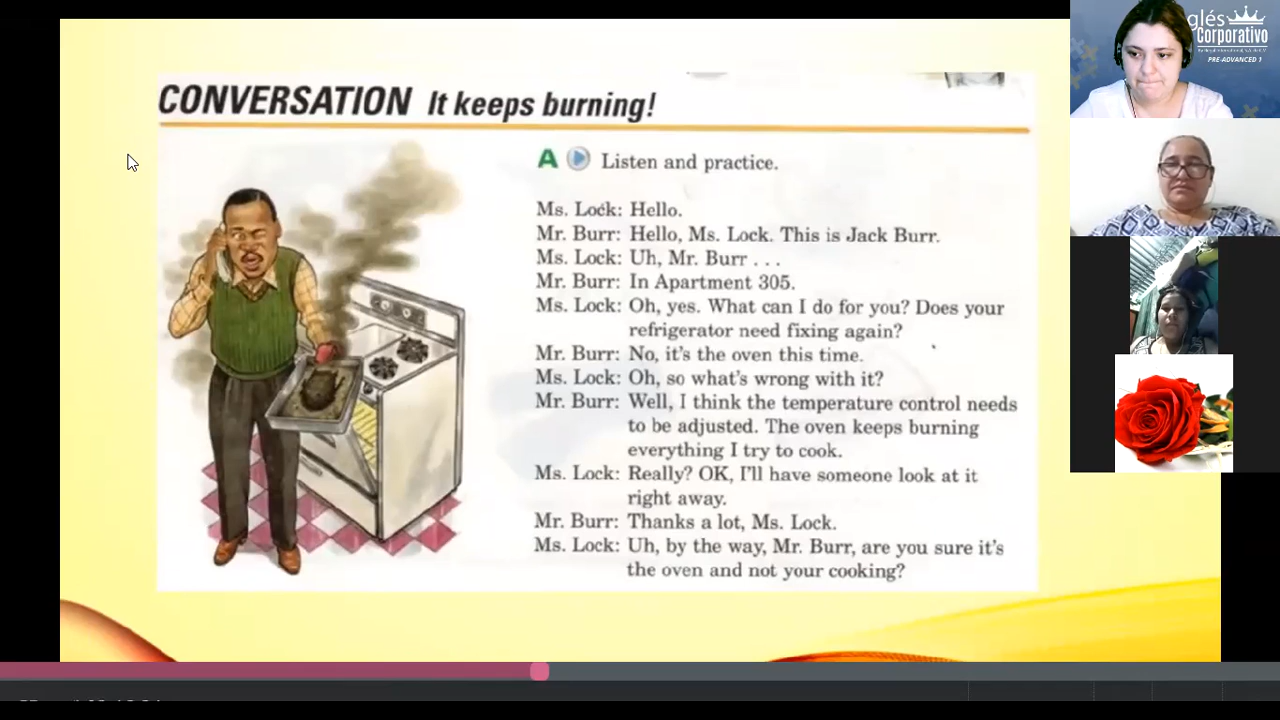 CONVERSATION It keeps burning!
A Listen and practice.
Ms. Lock: Hello.
Mr. Burr: Hello, Ms. Lock. This is Jack Burr.
Ms. Lock: Uh, Mr. Burr . . .
Mr. Burr: In Apartment 305.
Ms. Lock: Oh, yes. What can I do for you? Does your
refrigerator need fixing again?
Mr. Burr: No, it's the oven this time.
Ms. Lock: Oh, so what's wrong with it?
Mr. Burr: Well, I think the temperature control needs
to be adjusted. The oven keeps burning
everything I try to cook.
Ms. Lock: Really? OK, I'll have someone look at it
right away.
Mr. Burr: Thanks a lot, Ms. Lock.
Ms. Lock: Uh, by the way, Mr. Burr, are you sure it's
the oven and not your cooking?
glés
Corporativo
PRE-ADVANCED 1